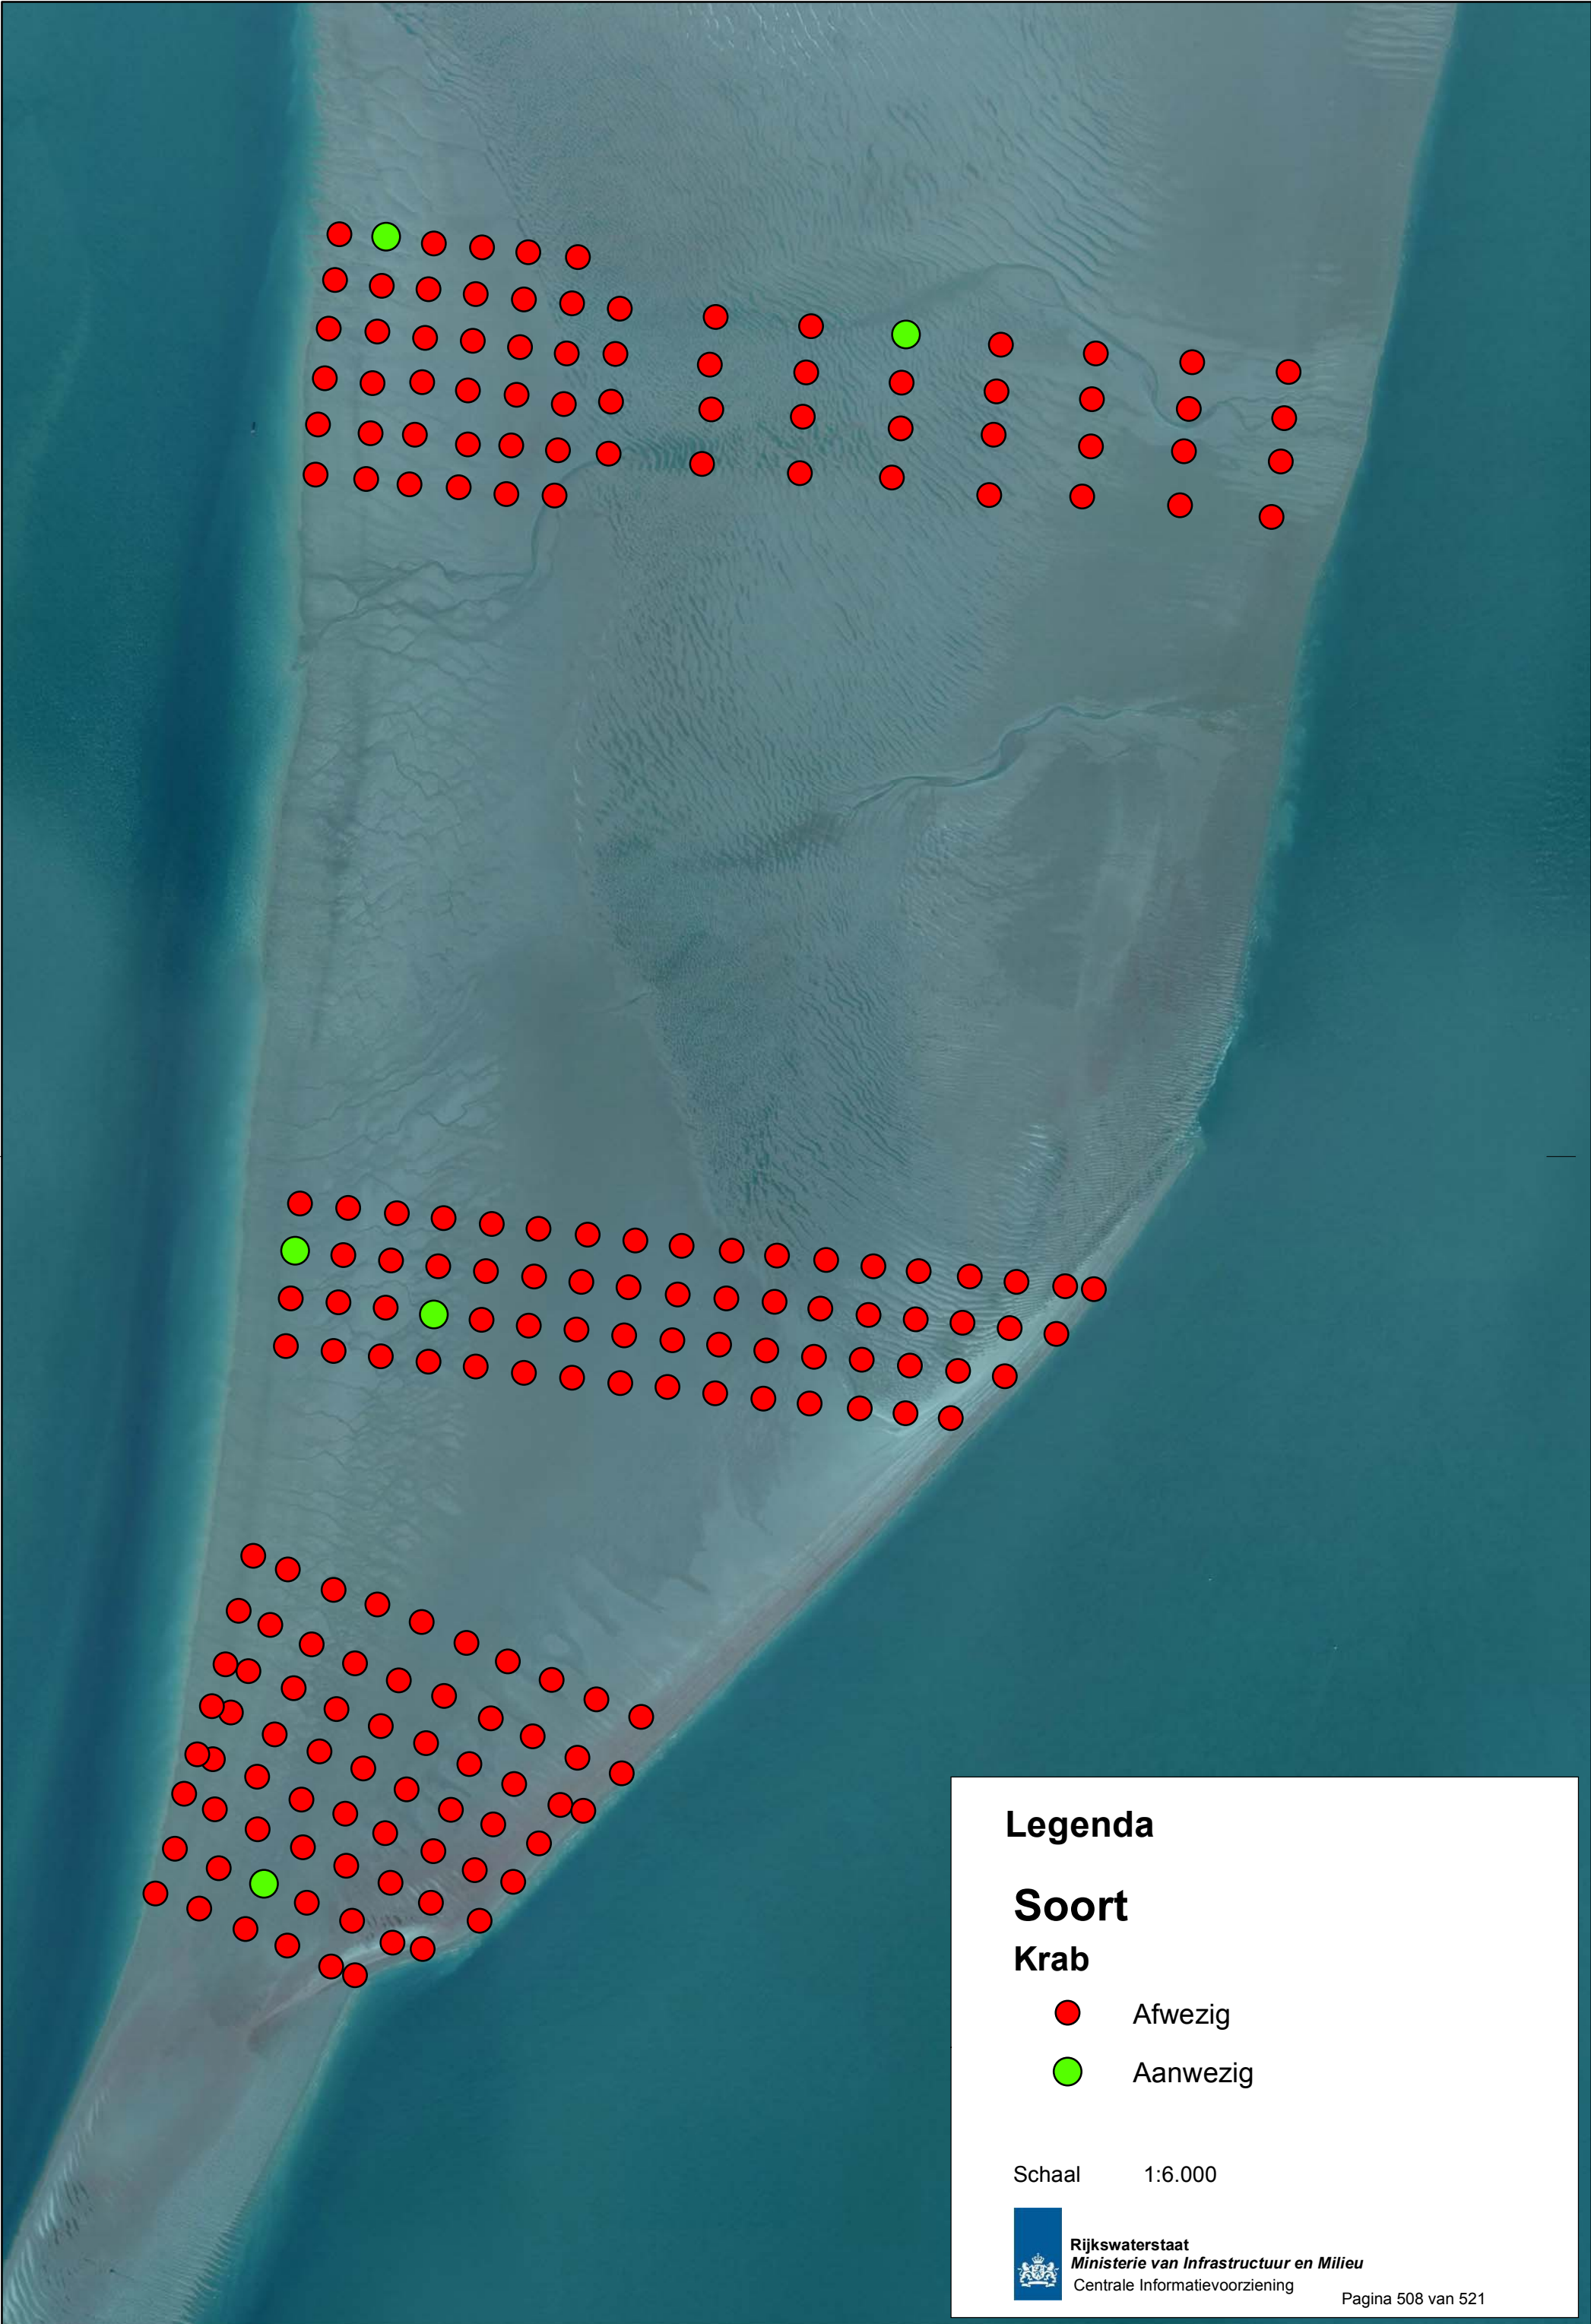 Legenda
Soort
Krab
Afwezig
Aanwezig
Schaal 1:6.000
Rijkswaterstaat
Ministerie van Infrastructuur en Milieu
Centrale Informatievoorziening
Pagina 508 van 521